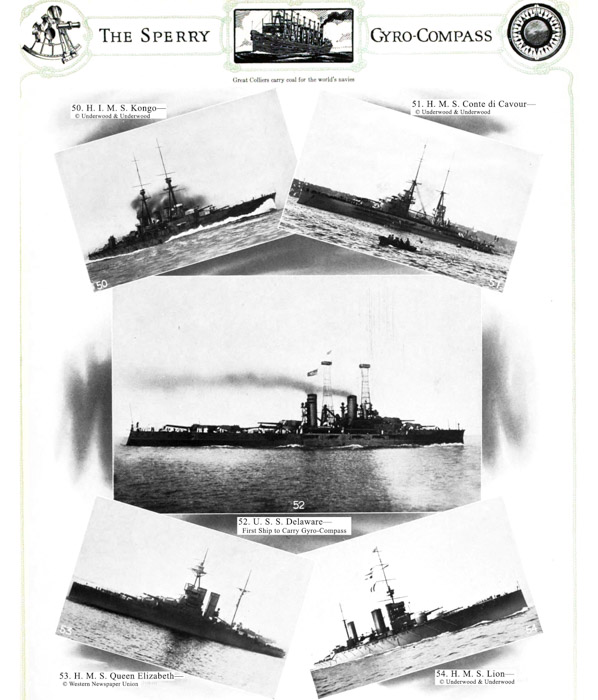 THE SPERRY GYRO-COMPASS
Great Colliers carry coal for the world's navies
50. H. I. M. S. Kongo—
© Underwood & Underwood
51. H. M. S. Conte di Cavour—
© Underwood & Underwood
50
51
52
52. U. S. S. Delaware—
First Ship to Carry Gyro-Compass
53
53. H. M. S. Queen Elizabeth—
© Western Newspaper Union
54. H. M. S. Lion—
© Underwood & Underwood